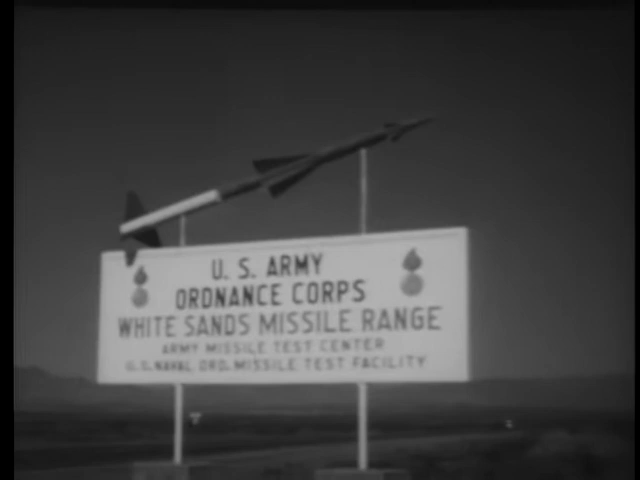 U. S. ARMY
ORDNANCE CORPS
WHITE SANDS MISSILE RANGE
ARMY MISSILE TEST CENTER
U.S. NAVAL ORD. MISSILE TEST FACILITY